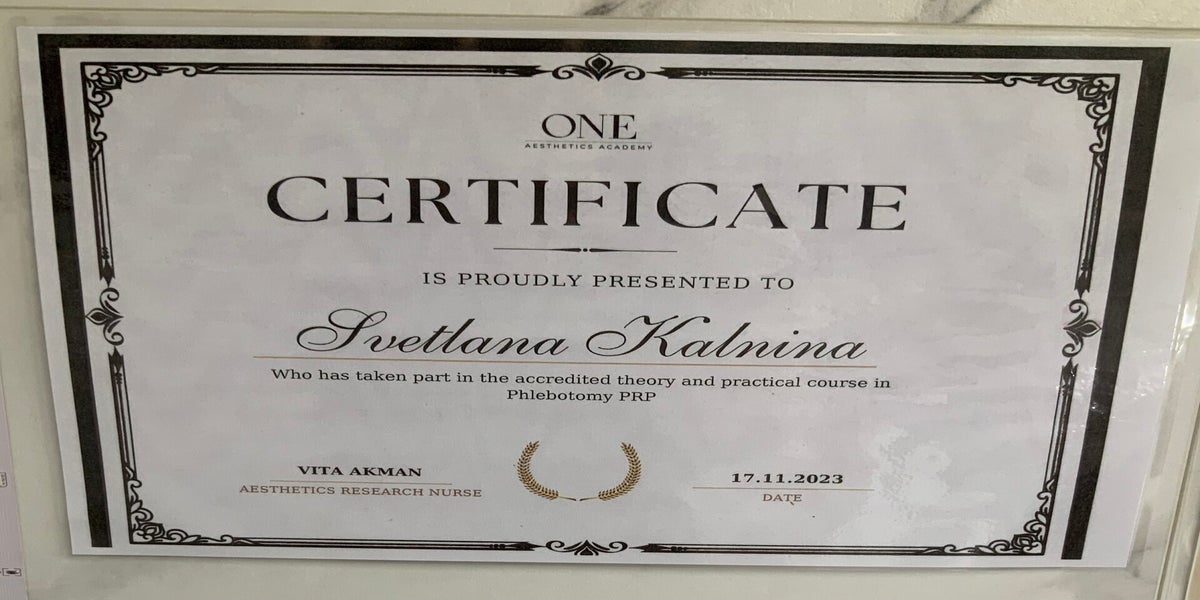 ONE
AESTHETICS ACADEMY
CERTIFICATE
IS PROUDLY PRESENTED TO
Svetlana Kalnina
Who has taken part in the accredited theory and practical course in
Phlebotomy PRP
VITA AKMAN
AESTHETICS RESEARCH NURSE
17.11.2023
DATE